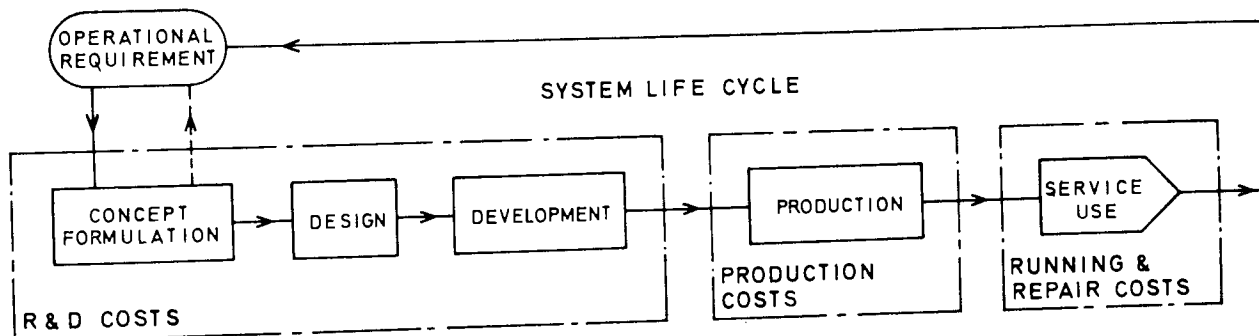 OPERATIONAL
REQUIREMENT
SYSTEM LIFE CYCLE
CONCEPT
FORMULATION
DESIGN
DEVELOPMENT
PRODUCTION
SERVICE
USE
R & D COSTS
PRODUCTION
COSTS
RUNNING &
REPAIR COSTS